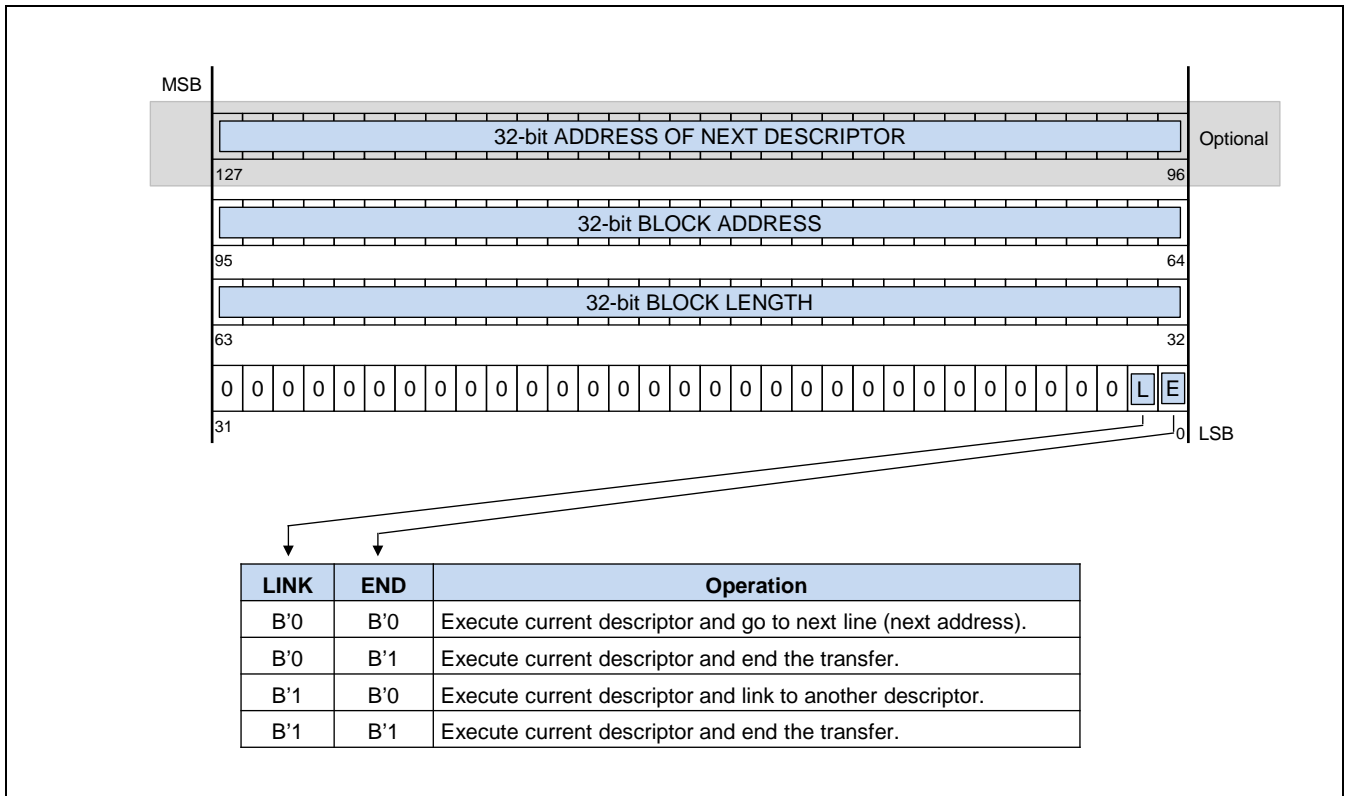 MSB
32-bit ADDRESS OF NEXT DESCRIPTOR Optional
127 96
32-bit BLOCK ADDRESS
95 64
32-bit BLOCK LENGTH
63 32
0 0 0 0 0 0 0 0 0 0 0 0 0 0 0 0 0 0 0 0 0 0 0 0 0 0 0 0 0 0 L E
31 0 LSB
LINK END Operation
B’0 B’0 Execute current descriptor and go to next line (next address).
B’0 B’1 Execute current descriptor and end the transfer.
B’1 B’0 Execute current descriptor and link to another descriptor.
B’1 B’1 Execute current descriptor and end the transfer.